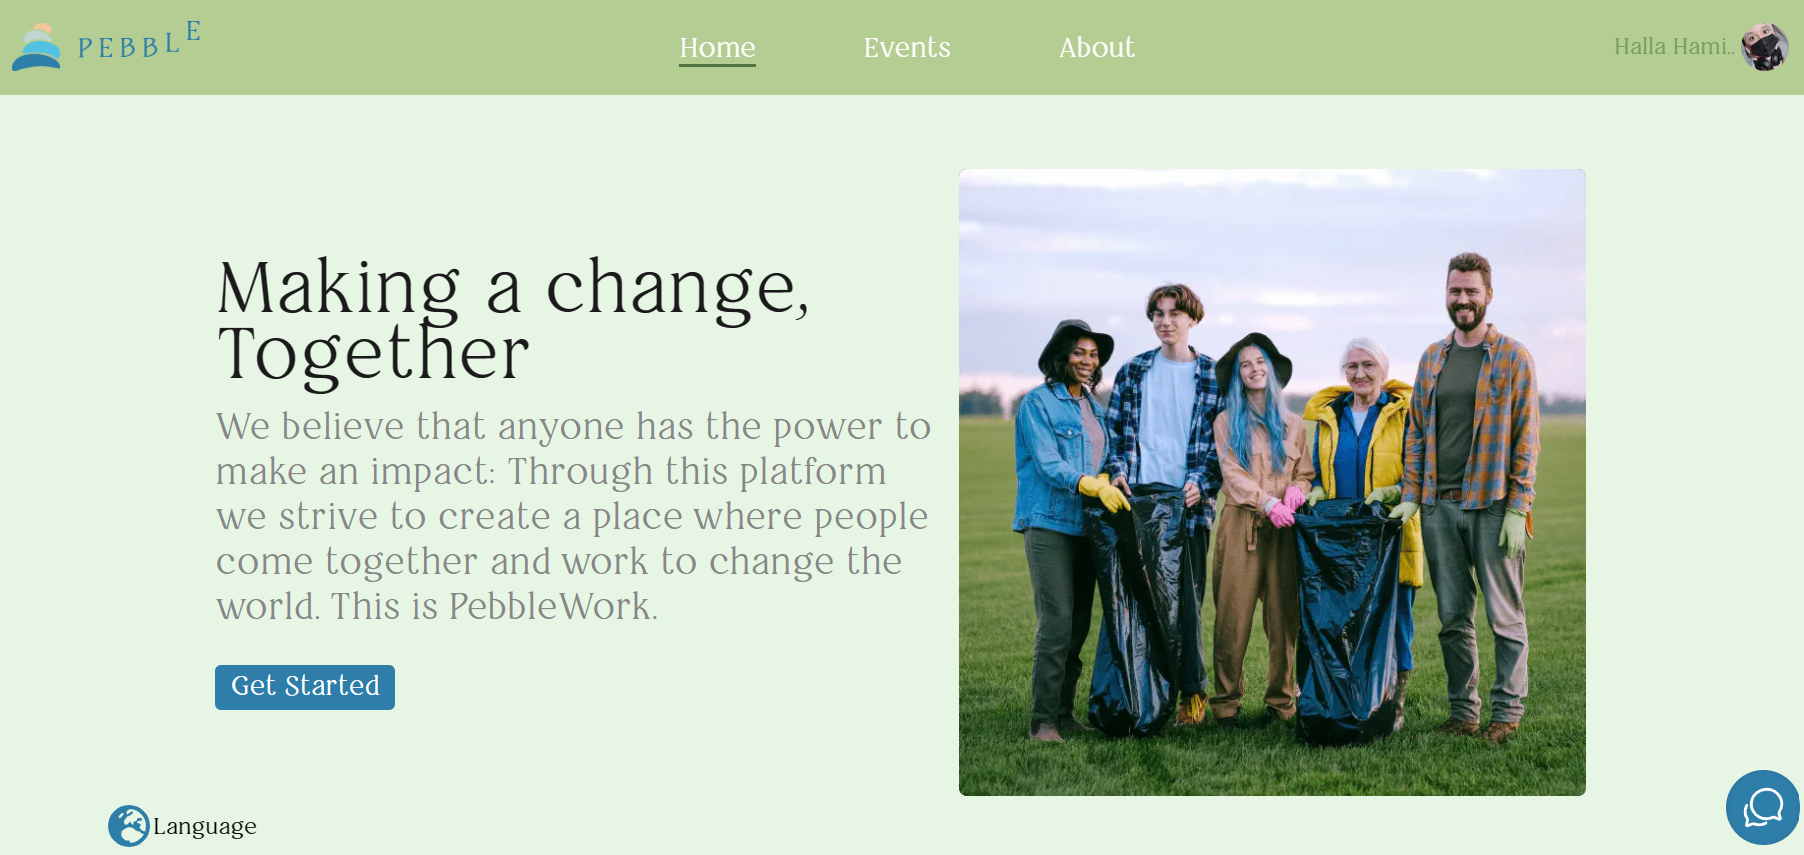 PEBBLE
Home
Events
About
Halla Hami..
Making a change,
Together
We believe that anyone has the power to
make an impact: Through this platform
we strive to create a place where people
come together and work to change the
world. This is PebbleWork.
Get Started
Language